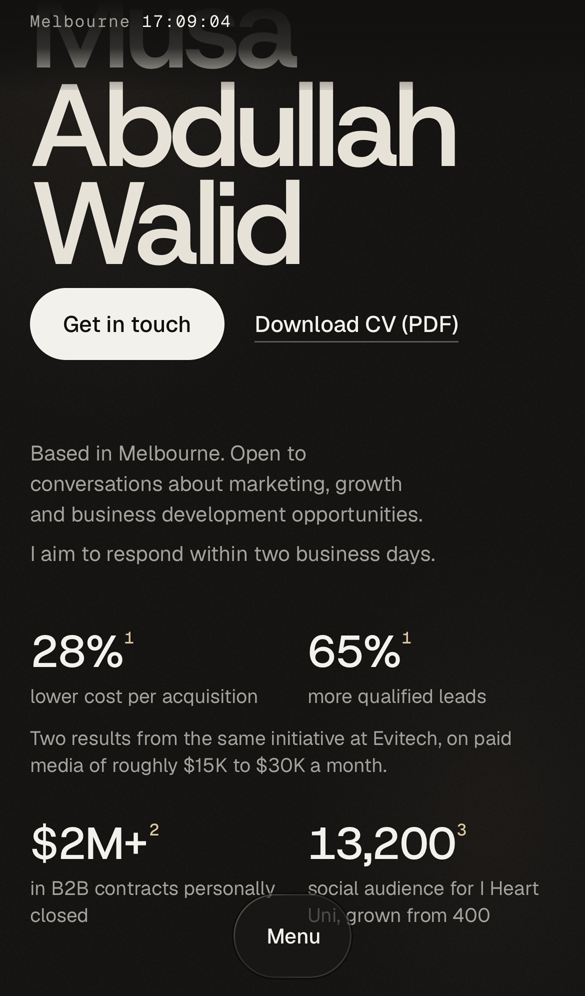 Melbourne 17:09:04
Musa
Abdullah
Walid
Get in touch
Download CV (PDF)
Based in Melbourne. Open to
conversations about marketing, growth
and business development opportunities.
I aim to respond within two business days.
28%1
65%1
lower cost per acquisition
more qualified leads
Two results from the same initiative at Evitech, on paid
media of roughly $15K to $30K a month.
$2M+2
13,2003
in B2B contracts personally
closed
social audience for I Heart
Uni, grown from 400
Menu